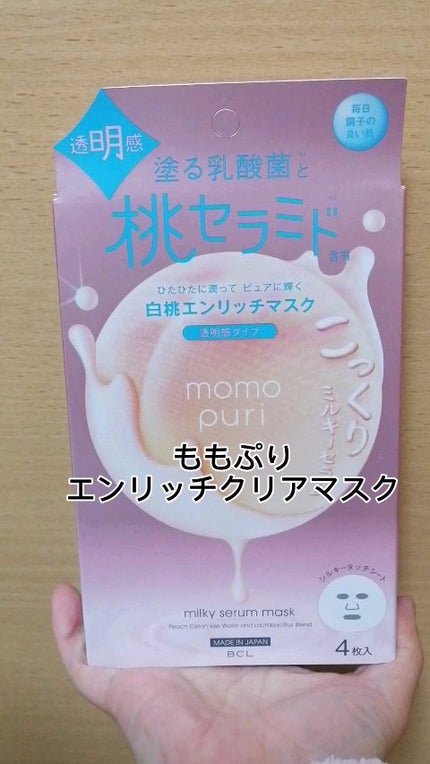 透明感
毎日
調子の
良い肌
塗る乳酸菌と
桃セラミド
含有
ひたひたに潤って ピュアに輝く
白桃エンリッチマスク
透明感タイプ
こっくり
ミルキーセラ
momo
puri
ももぷり
エンリッチクリアマスク
シルキータッチシート
milky serum mask
Peach Ceramide Water and Lactobacillus Blend
MADE IN JAPAN
BCL
4枚入